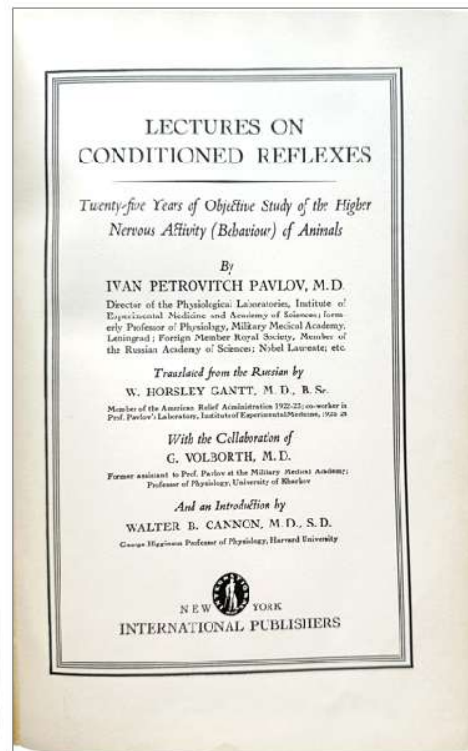 LECTURES ON
CONDITIONED REFLEXES
Twenty-five Years of Objective Study of the Higher
Nervous Activity (Behaviour) of Animals
By
IVAN PETROVITCH PAVLOV, M.D.
Director of the Physiological Laboratories, Institute of
Experimental Medicine and Academy of Sciences; form-
erly Professor of Physiology, Military Medical Academy,
Leningrad; Foreign Member Royal Society, Member of
the Russian Academy of Sciences; Nobel Laureate; etc.
Translated from the Russian by
W. HORSLEY GANTT, M.D., B.Sc.
Member of the American Relief Administration 1922-23; co-worker in
Prof. Pavlov's Laboratory, Institute of Experimental Medicine,
With the Collaboration of
G. VOLBORTH, M.D.
Former assistant to Prof. Pavlov at the Military Medical Academy;
Professor of Physiology, University of Kharkov
And an Introduction by
WALTER B. CANNON, M.D., S.D.
George Higginson Professor of Physiology, Harvard University
NEW YORK
INTERNATIONAL PUBLISHERS